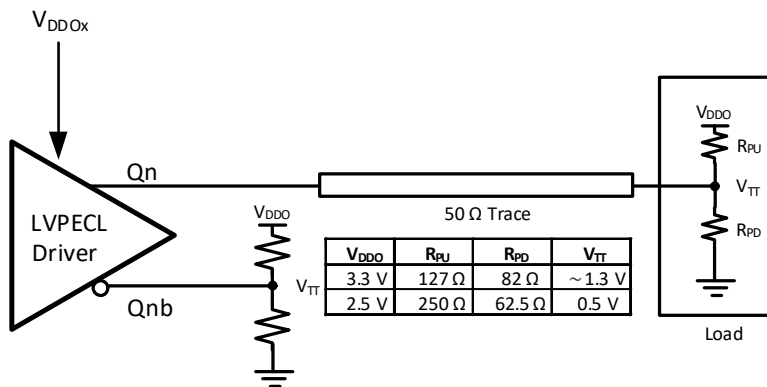 VDDOx
Qn
LVPECL
Driver
Qnb
VDDO
VTT
50 Ω Trace
VDDO RPU RPD VTT
3.3 V 127 Ω 82 Ω ~1.3 V
2.5 V 250 Ω 62.5 Ω 0.5 V
VDDO
RPU
VTT
RPD
Load